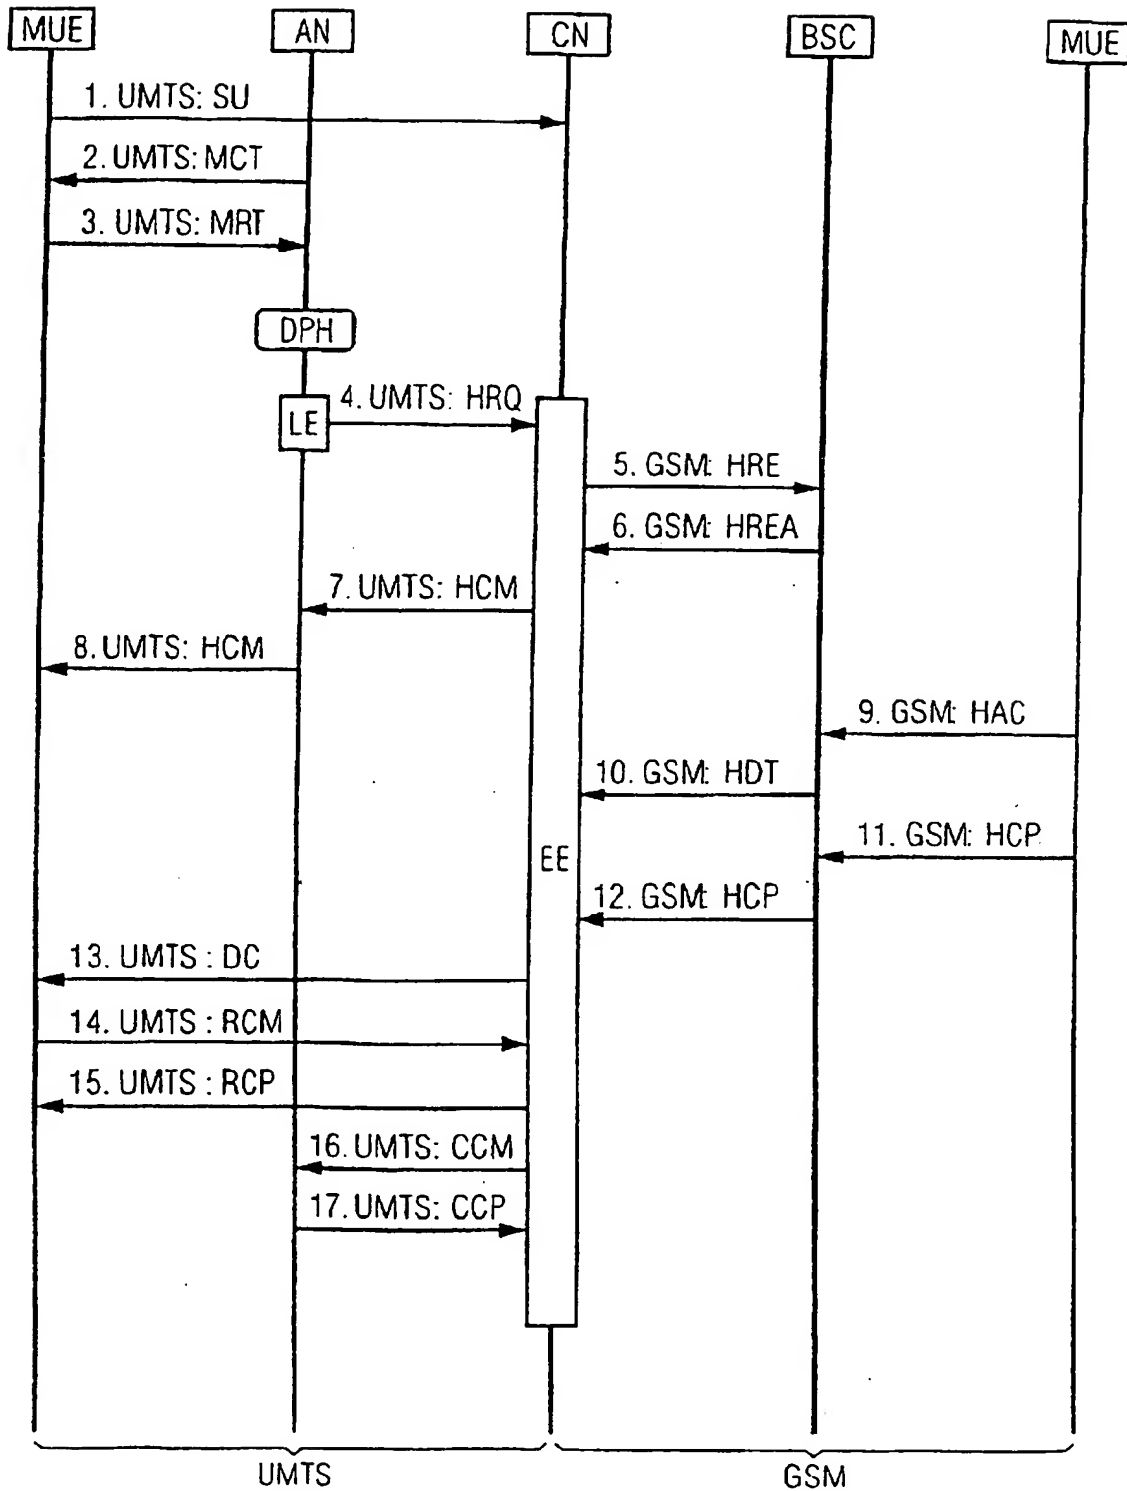 MUE AN CN BSC MUE
1. UMTS: SU
2. UMTS: MCT
3. UMTS: MRT
DPH
LE
4. UMTS: HRQ
5. GSM: HRE
6. GSM: HREA
7. UMTS: HCM
8. UMTS: HCM
9. GSM: HAC
10. GSM: HDT
11. GSM: HCP
EE
12. GSM: HCP
13. UMTS : DC
14. UMTS : RCM
15. UMTS : RCP
16. UMTS: CCM
17. UMTS: CCP
UMTS GSM